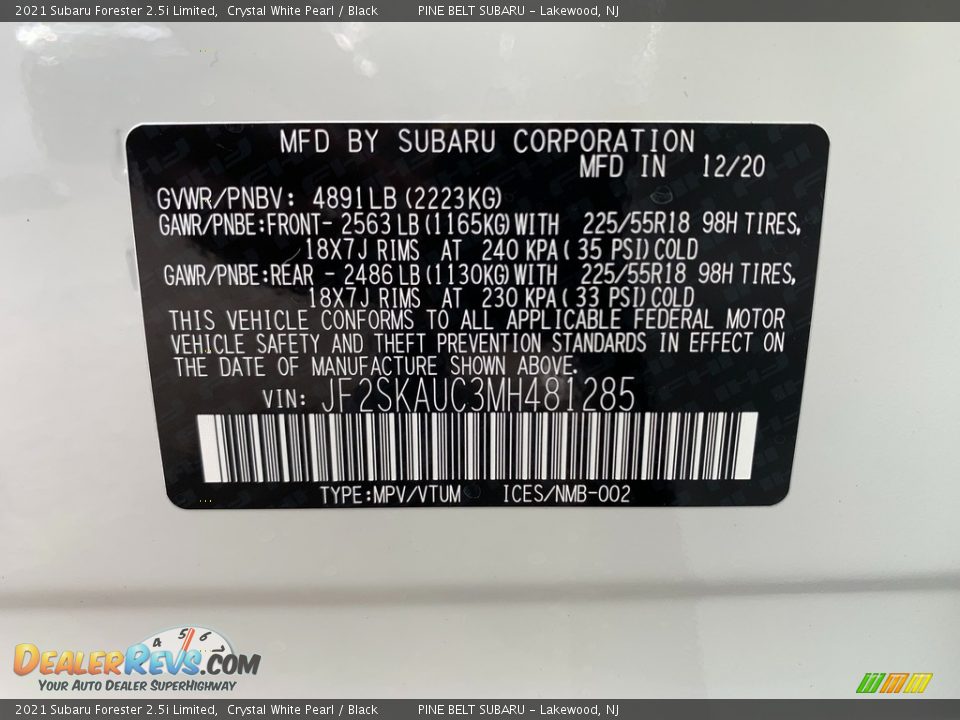 2021 Subaru Forester 2.5i Limited, Crystal White Pearl / Black PINE BELT SUBARU – Lakewood, NJ
MFD BY SUBARU CORPORATION
MFD IN 12/20
GVWR/PNBV: 4891LB (2223KG)
GAWR/PNBE:FRONT- 2563 LB (1165KG) WITH 225/55R18 98H TIRES,
18X7J RIMS AT 240 KPA ( 35 PSI) COLD
GAWR/PNBE:REAR - 2486 LB (1130KG) WITH 225/55R18 98H TIRES,
18X7J RIMS AT 230 KPA ( 33 PSI) COLD
THIS VEHICLE CONFORMS TO ALL APPLICABLE FEDERAL MOTOR
VEHICLE SAFETY AND THEFT PREVENTION STANDARDS IN EFFECT ON
THE DATE OF MANUFACTURE SHOWN ABOVE.
VIN: JF2SKAUC3MH481285
TYPE:MPV/VTUM ICES/NMB-002
4 5 6 7
DEALERREVS.COM
YOUR AUTO DEALER SUPERHIGHWAY
2021 Subaru Forester 2.5i Limited, Crystal White Pearl / Black PINE BELT SUBARU – Lakewood, NJ